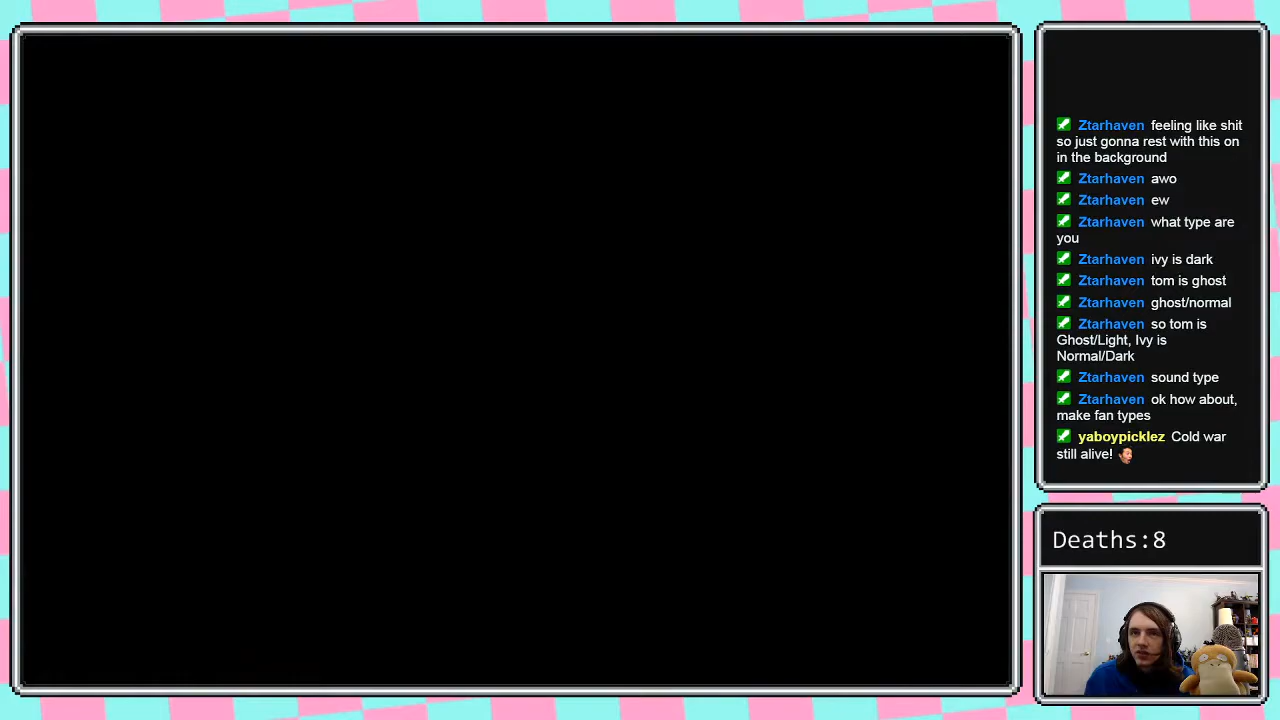 Ztarhaven feeling like shit
so just gonna rest with this on
in the background
Ztarhaven awo
Ztarhaven ew
Ztarhaven what type are
you
Ztarhaven ivy is dark
Ztarhaven tom is ghost
Ztarhaven ghost/normal
Ztarhaven so tom is
Ghost/Light, Ivy is
Normal/Dark
Ztarhaven sound type
Ztarhaven ok how about,
make fan types
yaboypicklez Cold war
still alive!
Deaths:8